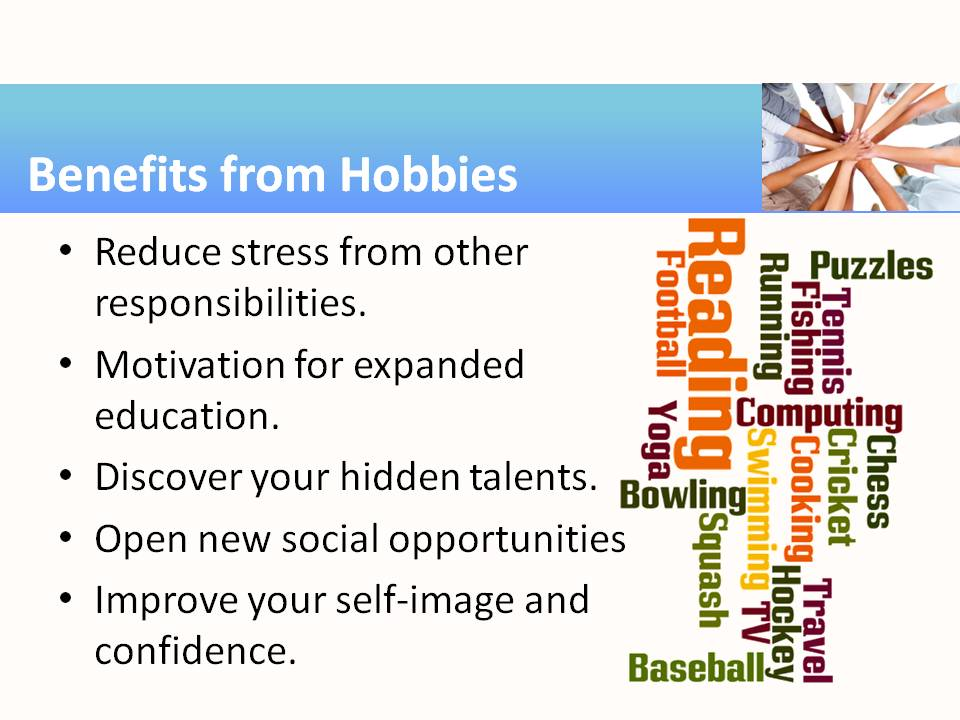 Benefits from Hobbies
• Reduce stress from other
responsibilities.
• Motivation for expanded
education.
• Discover your hidden talents.
• Open new social opportunities
• Improve your self-image and
confidence.
Reading
Football
Running
Puzzles
Fishing
Tennis
Yoga
Computing
Bowling
Swimming
Cooking
Cricket
Chess
Squash
TV
Hockey
Travel
Baseball